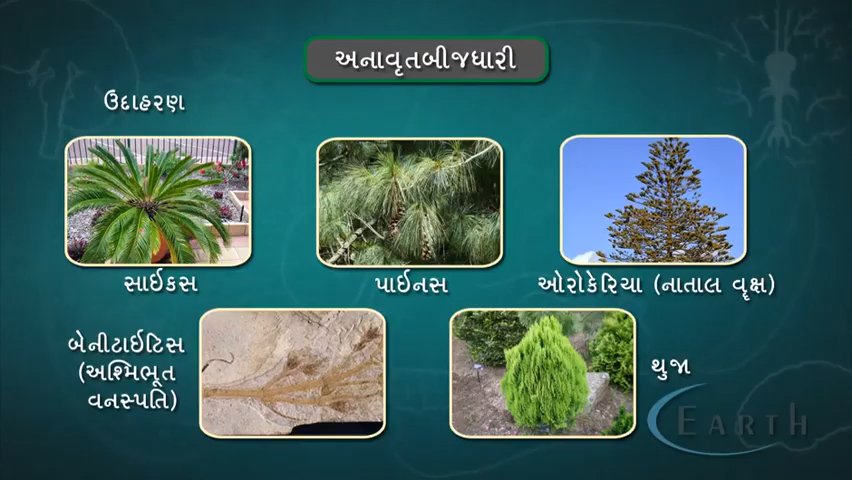 અનાવૃતબીજધારી
ઉદાહરણ
સાઈકસ
પાઈનસ
ઓરોકેરિયા (નાતાલ વૃક્ષ)
બેનીટાઈટિસ
(અશ્મિભૂત
વનસ્પતિ)
થુજા
EARTH